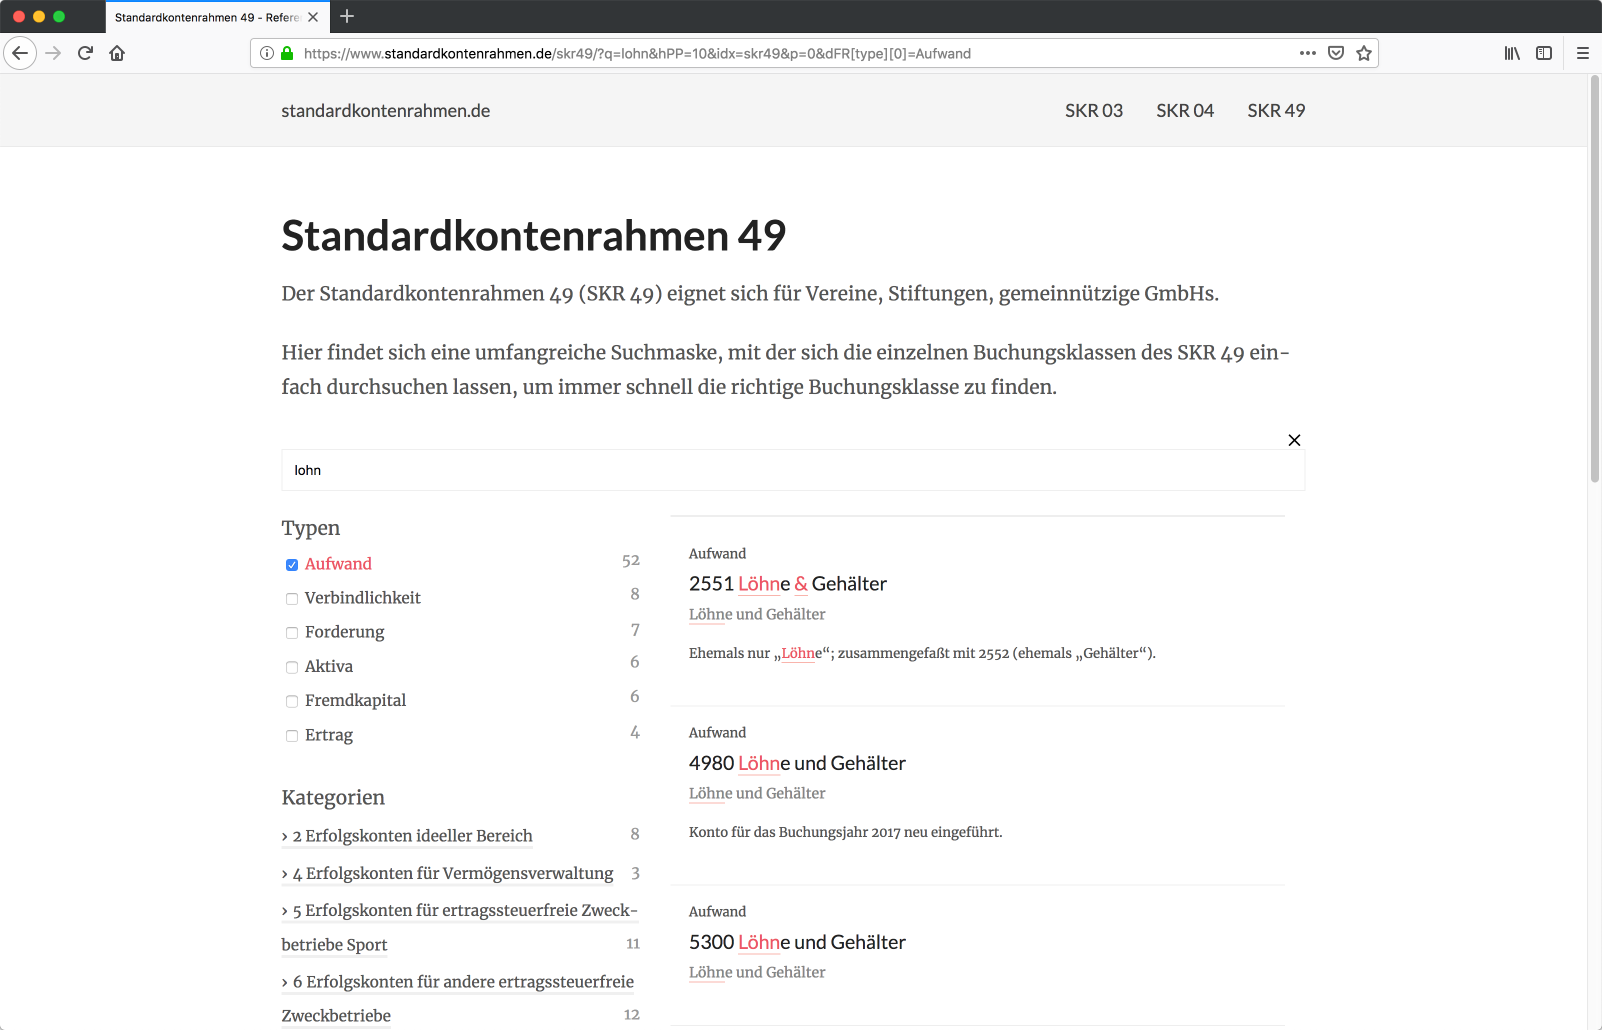 Standardkontenrahmen 49 - Refere
https://www.standardkontenrahmen.de/skr49/?q=lohn&hPP=10&idx=skr49&p=0&dFR[type][0]=Aufwand
standardkontenrahmen.de
SKR 03 SKR 04 SKR 49
Standardkontenrahmen 49
Der Standardkontenrahmen 49 (SKR 49) eignet sich für Vereine, Stiftungen, gemeinnützige GmbHs.
Hier findet sich eine umfangreiche Suchmaske, mit der sich die einzelnen Buchungsklassen des SKR 49 ein-
fach durchsuchen lassen, um immer schnell die richtige Buchungsklasse zu finden.
lohn
Typen
Aufwand 52
Verbindlichkeit 8
Forderung 7
Aktiva 6
Fremdkapital 6
Ertrag 4
Kategorien
› 2 Erfolgskonten ideeller Bereich 8
› 4 Erfolgskonten für Vermögensverwaltung 3
› 5 Erfolgskonten für ertragssteuerfreie Zweck-
betriebe Sport 11
› 6 Erfolgskonten für andere ertragssteuerfreie
Zweckbetriebe 12
Aufwand
2551 Löhne & Gehälter
Löhne und Gehälter
Ehemals nur „Löhne“; zusammengefaßt mit 2552 (ehemals „Gehälter“).
Aufwand
4980 Löhne und Gehälter
Löhne und Gehälter
Konto für das Buchungsjahr 2017 neu eingeführt.
Aufwand
5300 Löhne und Gehälter
Löhne und Gehälter